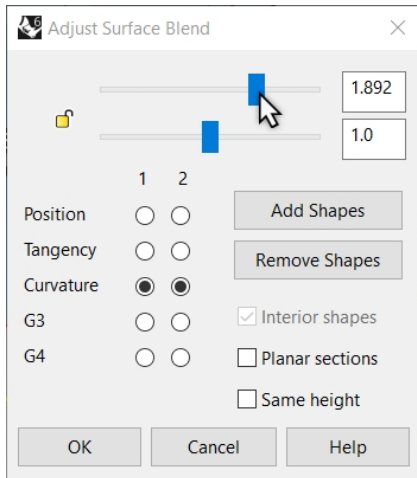 6
Adjust Surface Blend
1.892
1.0
1 2
Position
Tangency
Curvature
G3
G4
Add Shapes
Remove Shapes
Interior shapes
Planar sections
Same height
OK Cancel Help